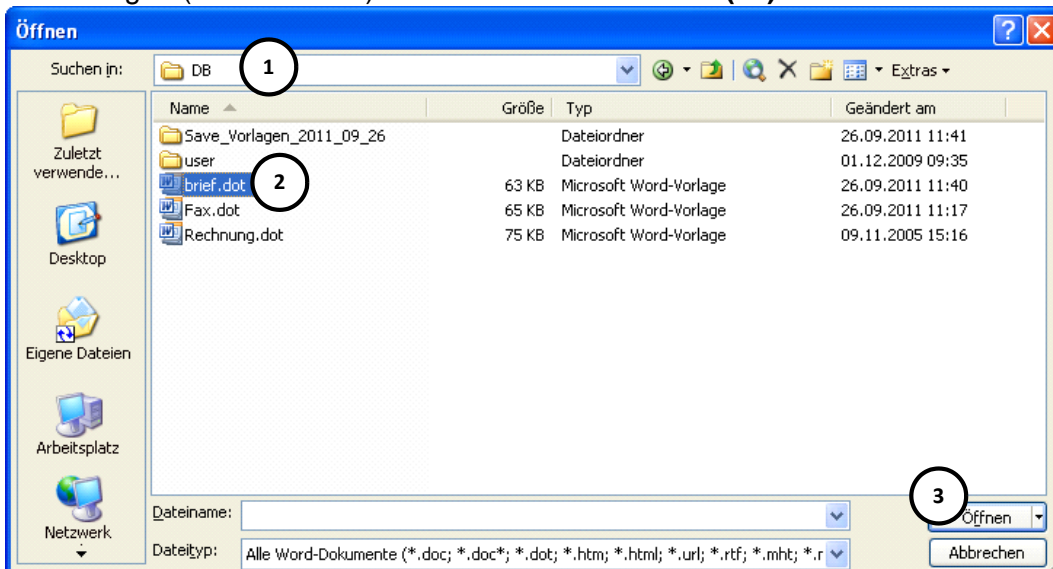 Öffnen
Suchen in: DB 1 Extras
Name Größe Typ Geändert am
Save_Vorlagen_2011_09_26 Dateiordner 26.09.2011 11:41
user Dateiordner 01.12.2009 09:35
brief.dot 2 63 KB Microsoft Word-Vorlage 26.09.2011 11:40
Fax.dot 65 KB Microsoft Word-Vorlage 26.09.2011 11:17
Rechnung.dot 75 KB Microsoft Word-Vorlage 09.11.2005 15:16
Zuletzt
verwende...
Desktop
Eigene Dateien
Arbeitsplatz
Netzwerk
3
Dateiname: Öffnen
Dateityp: Alle Word-Dokumente (*.doc; *.doc*; *.dot; *.htm; *.html; *.url; *.rtf; *.mht; *.r Abbrechen